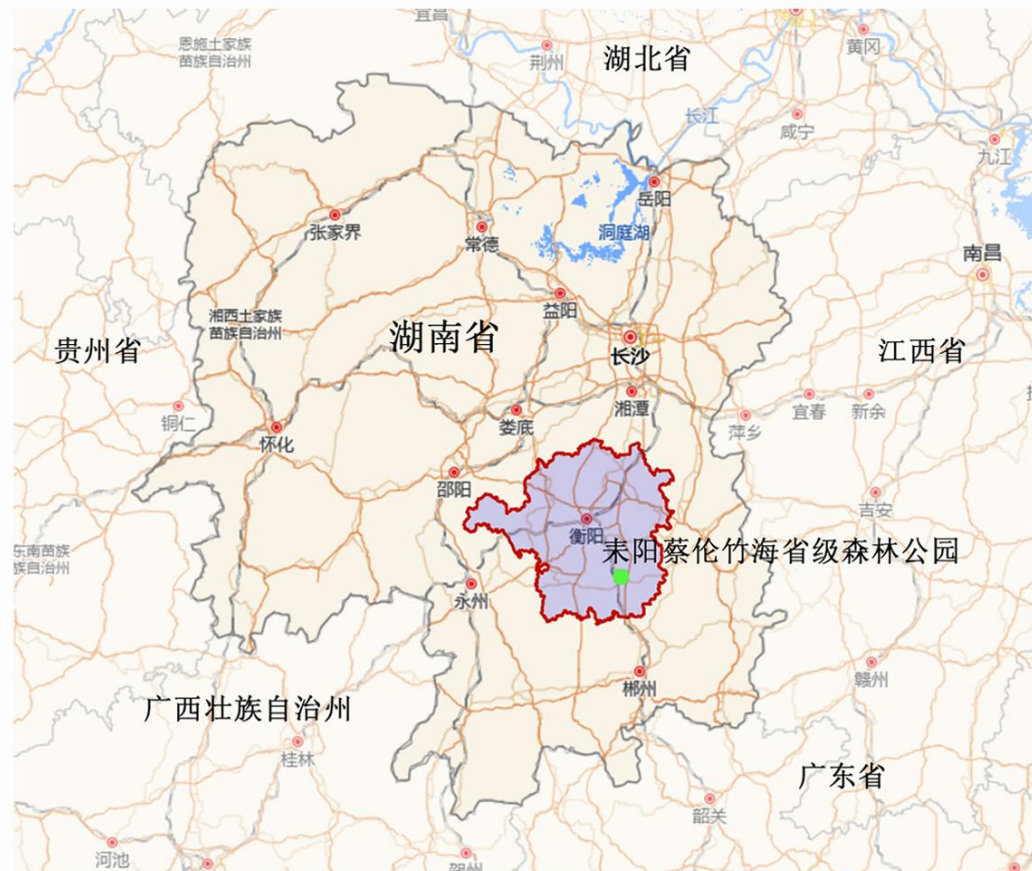 宜昌
恩施土家族
苗族自治州
荆州
湖北省
黄冈
长江
咸宁
九江
岳阳
张家界
常德
洞庭湖
南昌
益阳
湘西土家族
苗族自治州
湖南省
长沙
贵州省
江西省
铜仁
湘潭
宜春
新余
娄底
萍乡
怀化
邵阳
吉安
衡阳
东南苗族
族自治州
耒阳蔡伦竹海省级森林公园
永州
郴州
赣州
广西壮族自治州
桂林
广东省
韶关
河池
贺州